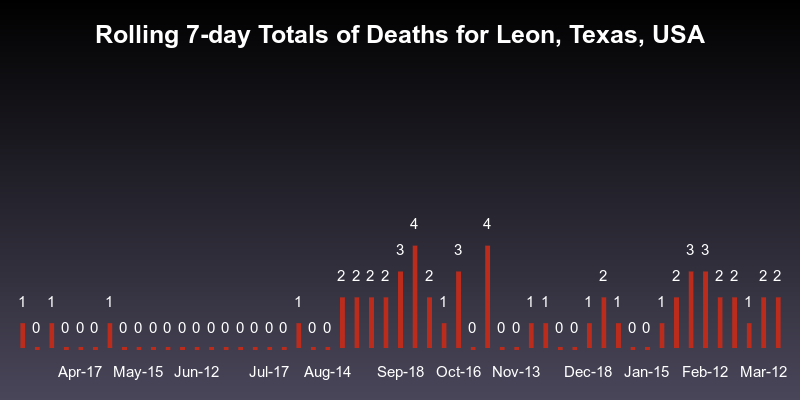 Rolling 7-day Totals of Deaths for Leon, Texas, USA
1 0 1 0 0 0 1 0 0 0 0 0 0 0 0 0 0 0 0 1 0 0 2 2 2 2 3 4 2 1 3 0 4 0 0 1 1 0 0 1 2 1 0 0 1 2 3 3 2 2 1 2 2
Apr-17 May-15 Jun-12 Jul-17 Aug-14 Sep-18 Oct-16 Nov-13 Dec-18 Jan-15 Feb-12 Mar-12